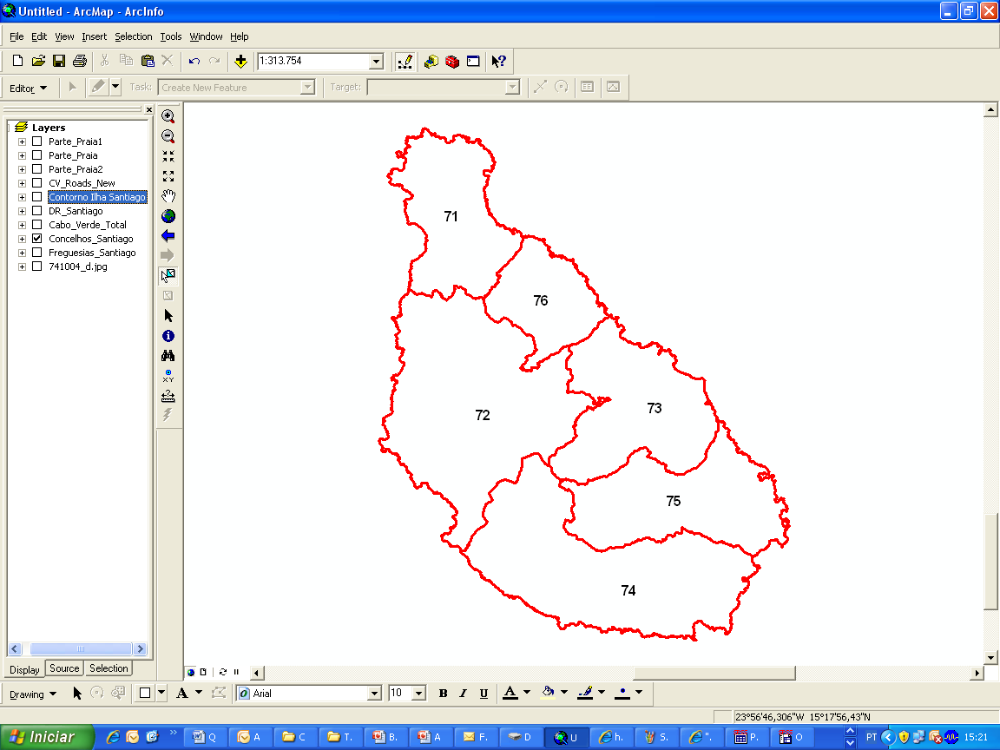 Untitled - ArcMap - ArcInfo
File Edit View Insert Selection Tools Window Help
1:313.754
Editor Task: Create New Feature Target:
Layers
Parte_Praia1
Parte_Praia
Parte_Praia2
CV_Roads_New
Contorno Ilha Santiago
DR_Santiago
Cabo_Verde_Total
Concelhos_Santiago
Freguesias_Santiago
741004_d.jpg
XY
71
76
73
72
75
74
Display Source Selection
Drawing A Arial 10 B I U A
23°56'46,306"W 15°17'56,43"N
Iniciar Q A C T. B. A F. D U h. S. ". P. O PT 15:21